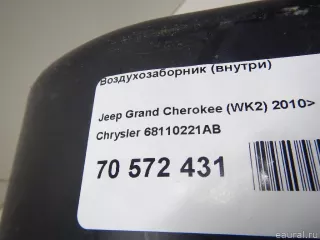 Воздухозаборник (внутри)
Jeep Grand Cherokee (WK2) 2010>
Chrysler 68110221AB
70 572 431
eaural.ru